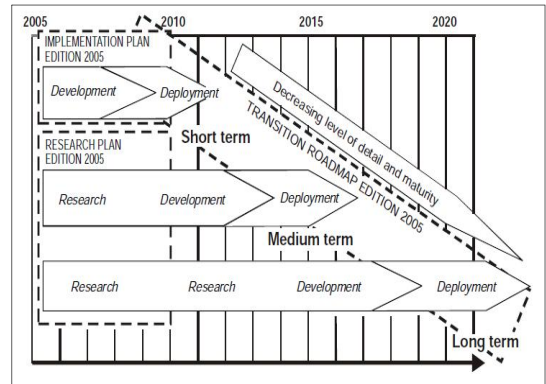 2005 2010 2015 2020
IMPLEMENTATION PLAN
EDITION 2005
Development Deployment
Decreasing level of detail and maturity
TRANSITION ROADMAP EDITION 2005
Short term
RESEARCH PLAN
EDITION 2005
Research Development Deployment
Medium term
Research Research Development Deployment
Long term